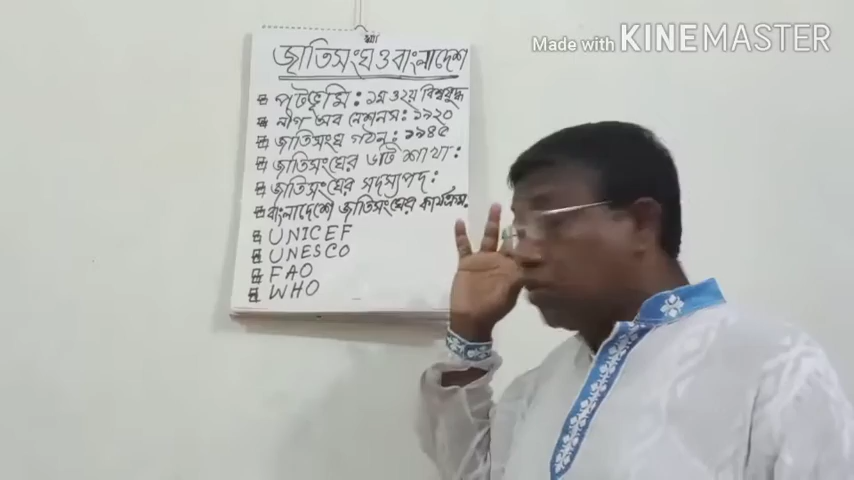 Made with KINEMASTER
জাতিসংঘ ও বাংলাদেশ
পটভূমি: ১ম ও ২য় বিশ্বযুদ্ধ
লীগ অব নেশনস: ১৯২০
জাতিসংঘ গঠন: ১৯৪৫
জাতিসংঘের ৬টি শাখা:
জাতিসংঘের সদস্যপদ:
বাংলাদেশে জাতিসংঘের কার্যক্রম:
UNICEF
UNESCO
FAO
WHO